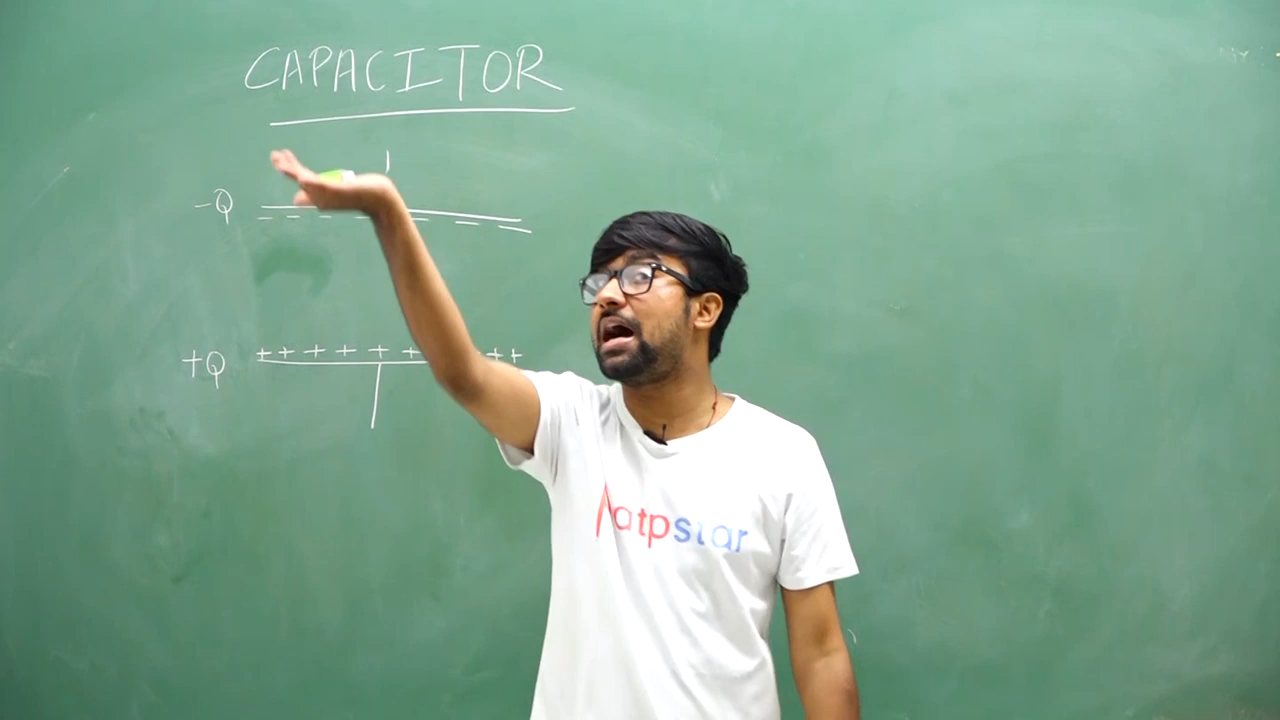 CAPACITOR
-Q
- - - - - - -
+Q
+ + + + + + + +
atpstar